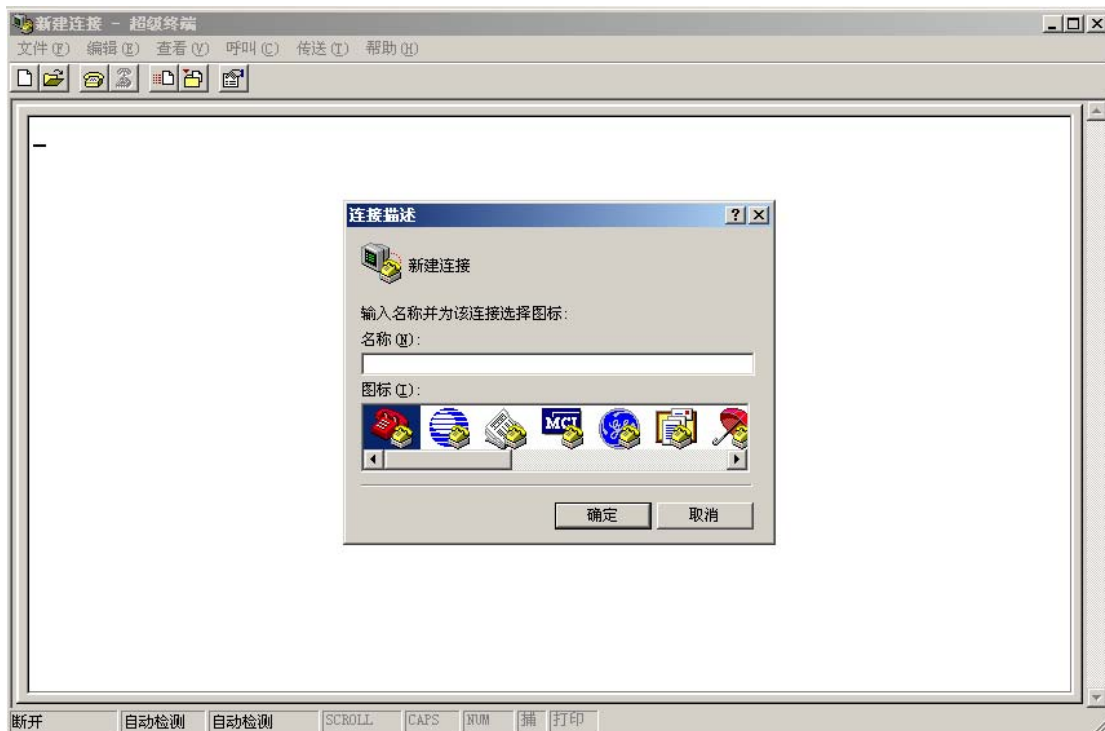 新建连接 - 超级终端
文件(F) 编辑(E) 查看(V) 呼叫(C) 传送(T) 帮助(H)
连接描述
新建连接
输入名称并为该连接选择图标:
名称(N):
图标(I):
MCI
确定 取消
断开 自动检测 自动检测 SCROLL CAPS NUM 捕 打印